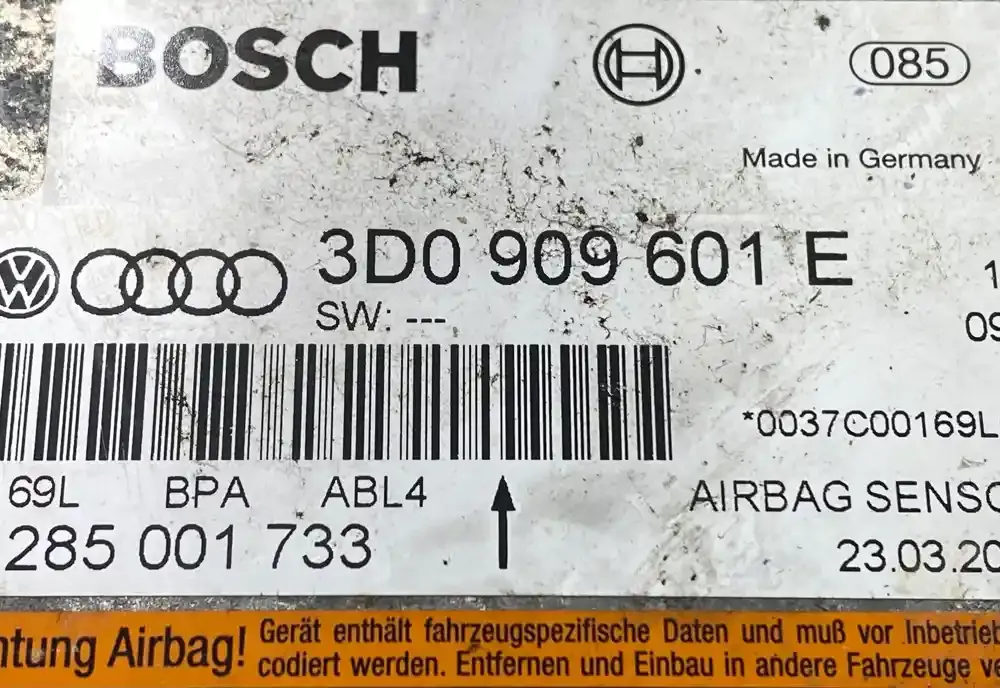 BOSCH
085
Made in Germany
3D0 909 601 E
SW: ---
*0037C00169L
69L BPA ABL4
AIRBAG SENSO
285 001 733
23.03.20
htung Airbag!
Gerät enthält fahrzeugspezifische Daten und muß vor Inbetrieb
codiert werden. Entfernen und Einbau in andere Fahrzeuge ve